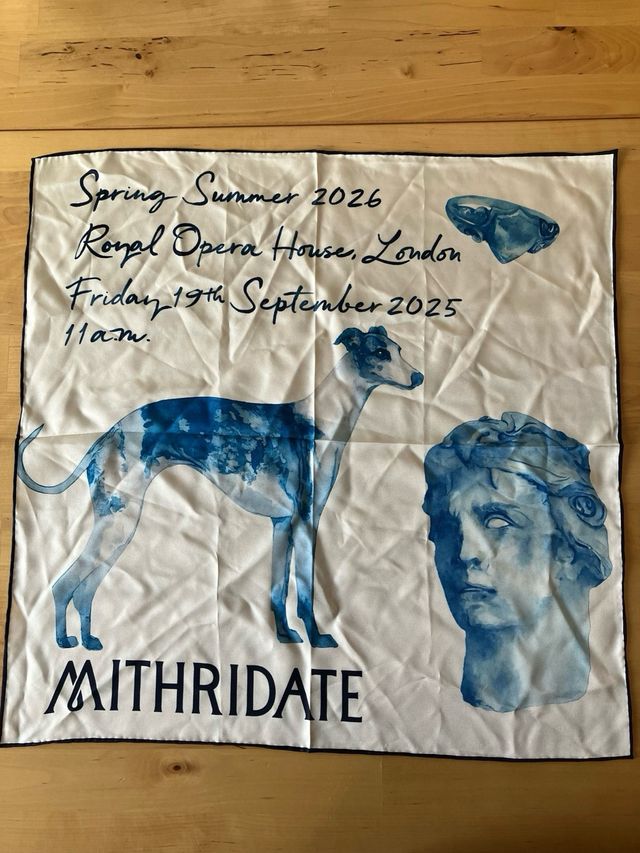 Spring Summer 2026
Royal Opera House, London
Friday 19th September 2025
11 a.m.
MITHRIDATE